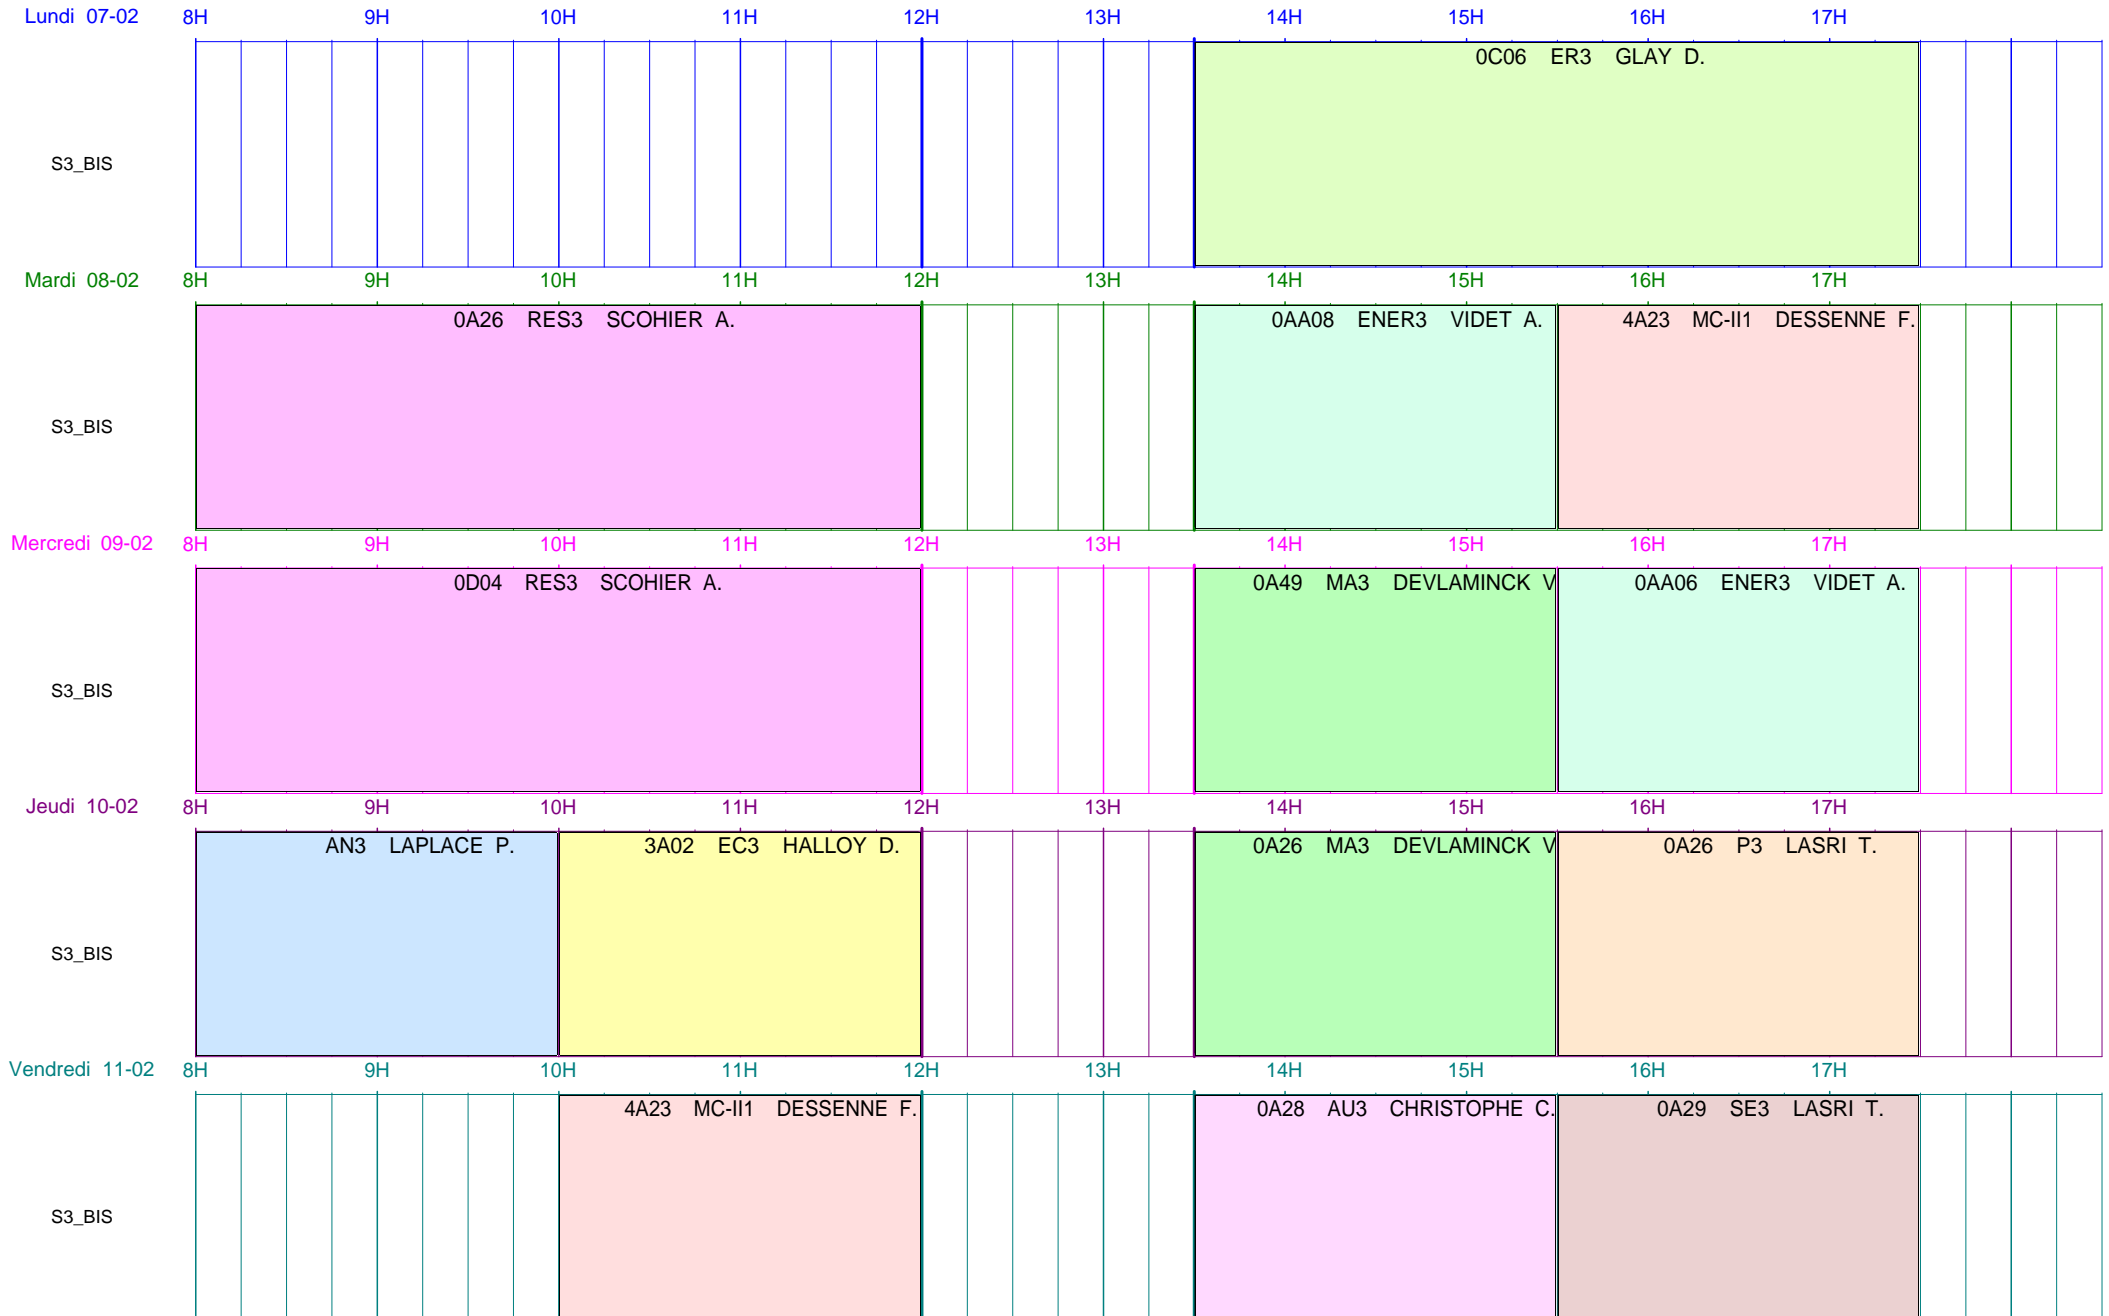 Lundi 07-02 8H 9H 10H 11H 12H 13H 14H 15H 16H 17H
0C06 ER3 GLAY D.
S3_BIS
Mardi 08-02 8H 9H 10H 11H 12H 13H 14H 15H 16H 17H
0A26 RES3 SCOHIER A. 0AA08 ENER3 VIDET A. 4A23 MC-II1 DESSENNE F.
S3_BIS
Mercredi 09-02 8H 9H 10H 11H 12H 13H 14H 15H 16H 17H
0D04 RES3 SCOHIER A. 0A49 MA3 DEVLAMINCK V 0AA06 ENER3 VIDET A.
S3_BIS
Jeudi 10-02 8H 9H 10H 11H 12H 13H 14H 15H 16H 17H
AN3 LAPLACE P. 3A02 EC3 HALLOY D. 0A26 MA3 DEVLAMINCK V 0A26 P3 LASRI T.
S3_BIS
Vendredi 11-02 8H 9H 10H 11H 12H 13H 14H 15H 16H 17H
4A23 MC-II1 DESSENNE F. 0A28 AU3 CHRISTOPHE C. 0A29 SE3 LASRI T.
S3_BIS